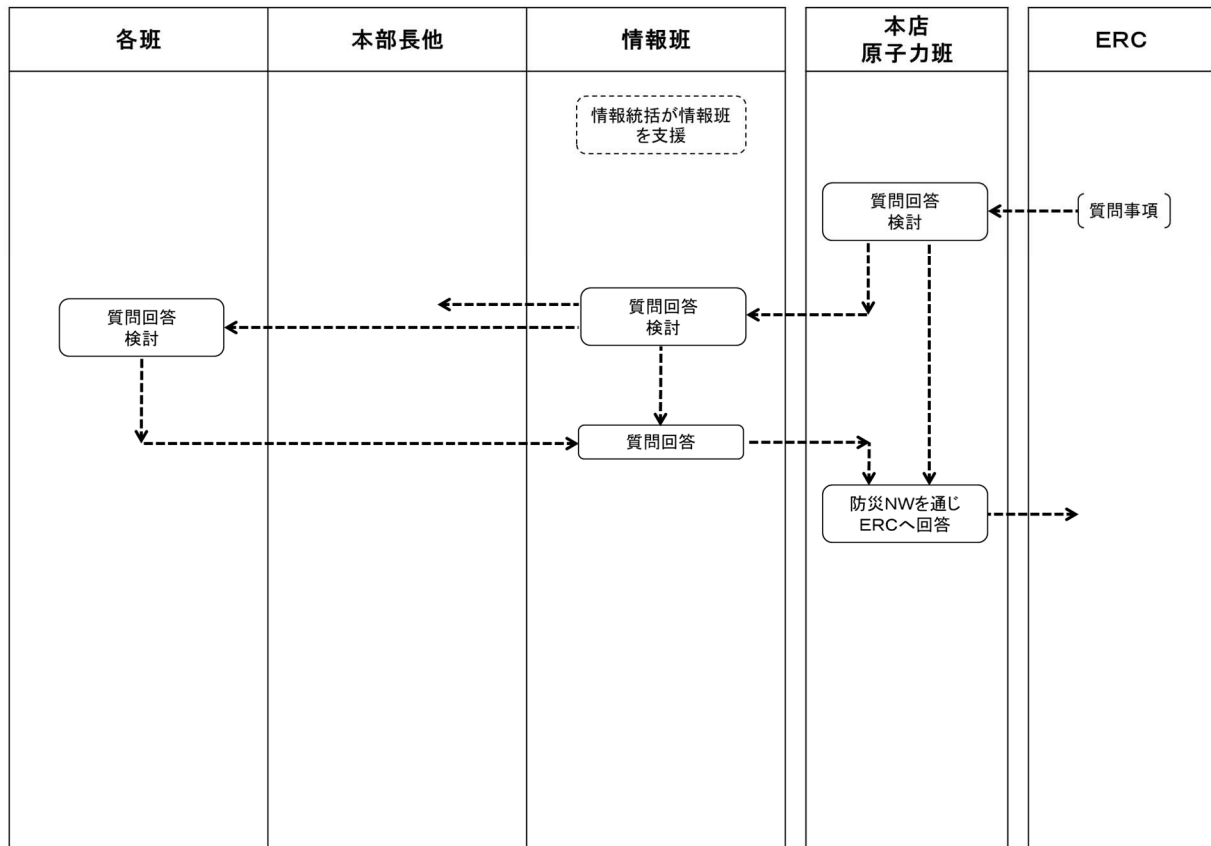 各班
本部長他
情報班
本店
原子力班
ERC
情報統括が情報班
を支援
質問回答
検討
質問事項
質問回答
検討
質問回答
検討
質問回答
防災NWを通じ
ERCへ回答